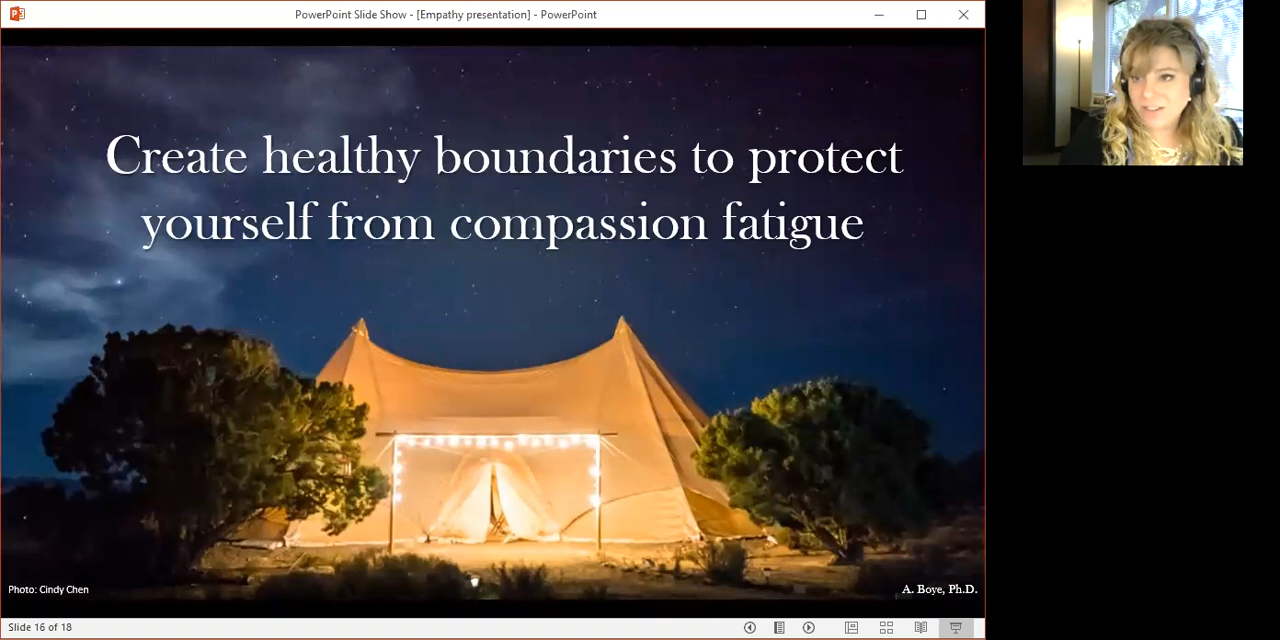 PowerPoint Slide Show - [Empathy presentation] - PowerPoint
Create healthy boundaries to protect
yourself from compassion fatigue
Photo: Cindy Chen
A. Boye, Ph.D.
Slide 16 of 18